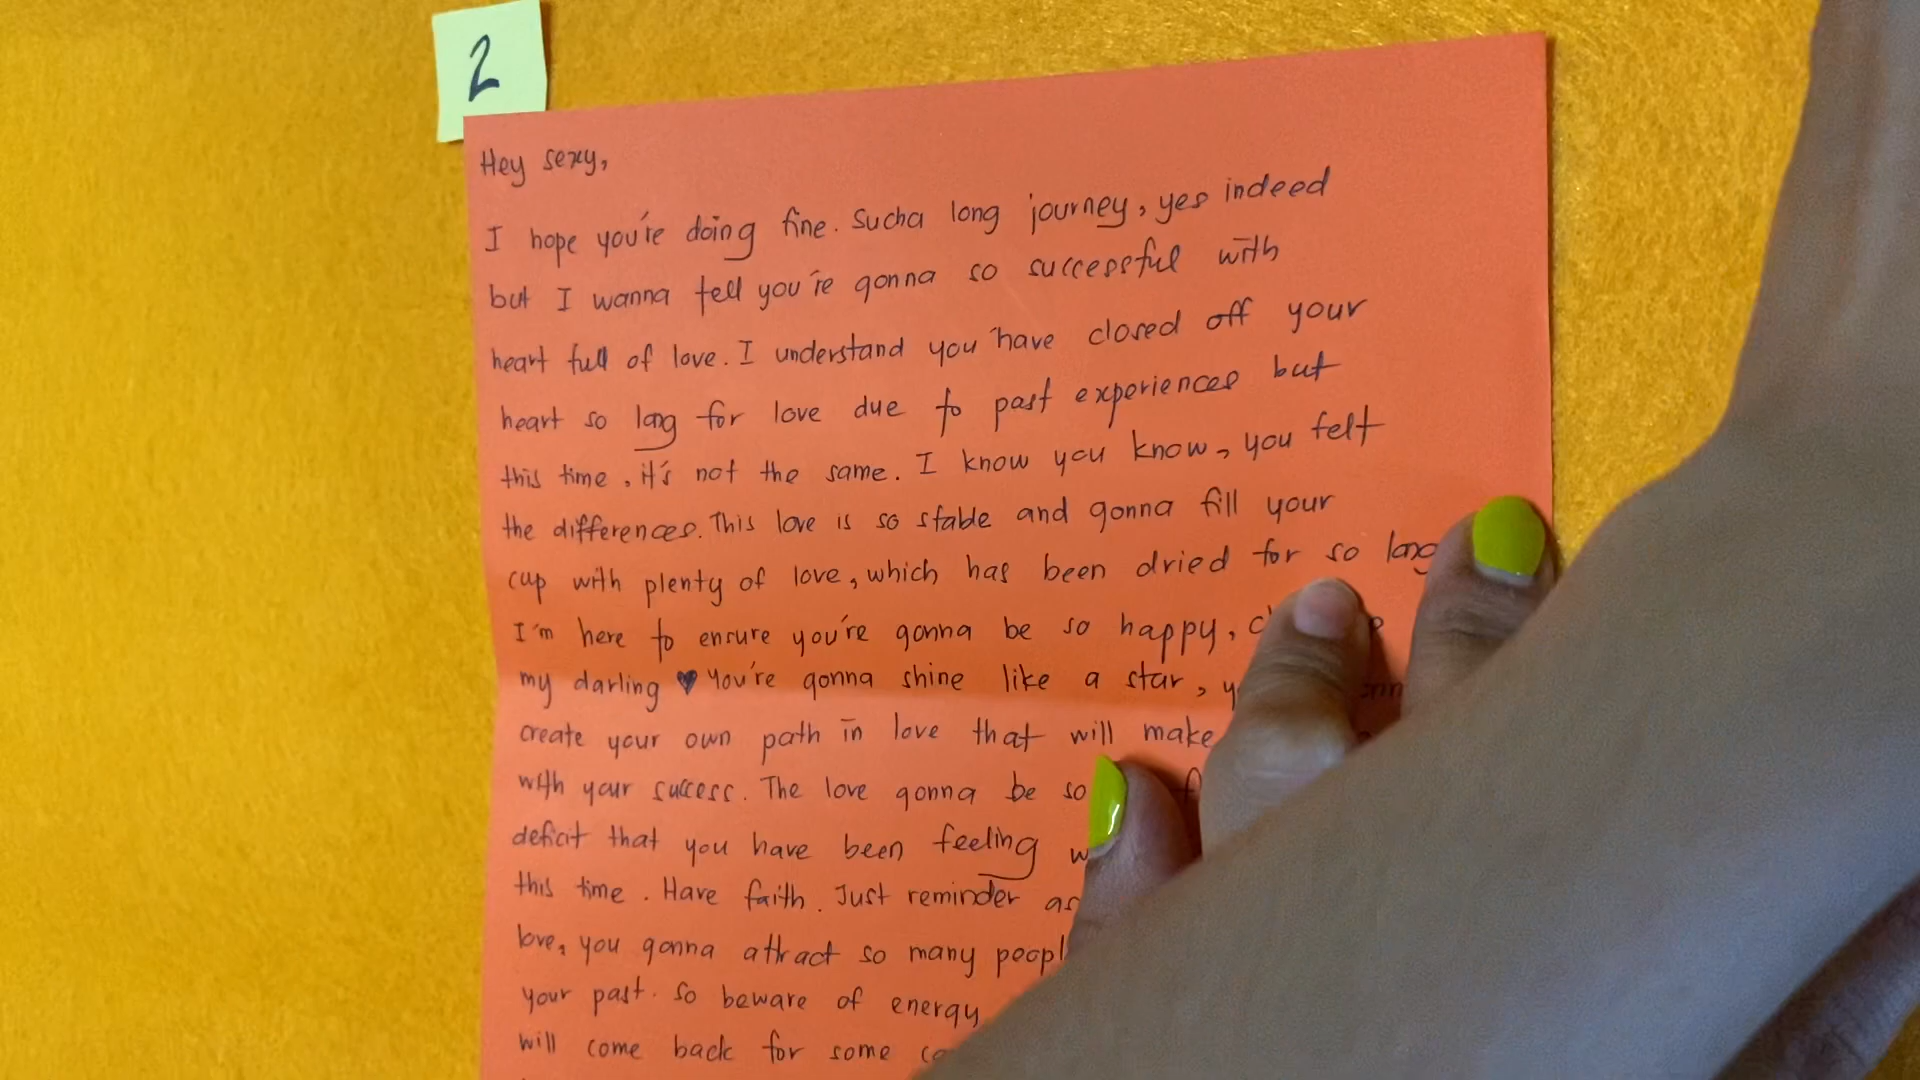 2
Hey sexy,
I hope you're doing fine. Sucha long journey, yes indeed
but I wanna tell you're gonna so successful with
heart full of love. I understand you have closed off your
heart so long for love due to past experiences but
this time, it's not the same. I know you know, you felt
the differences. This love is so stable and gonna fill your
cup with plenty of love, which has been dried for so long
I'm here to ensure you're gonna be so happy,
my darling ♥ You're gonna shine like a star,
create your own path in love that will make
with your success. The love gonna be so
deficit that you have been feeling
this time. Have faith. Just reminder as
love, you gonna attract so many
your past. So beware of energy
will come back for some